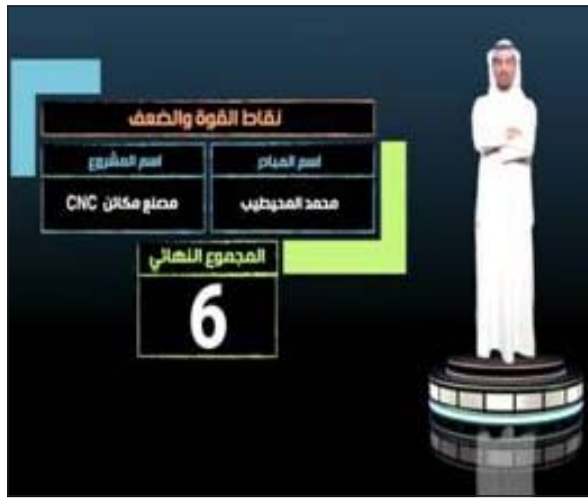 نقاط القوة والضعف
اسم المبادر
اسم المشروع
محمد المحيطيب
مصنع مكائن CNC
المجموع النهائي
6